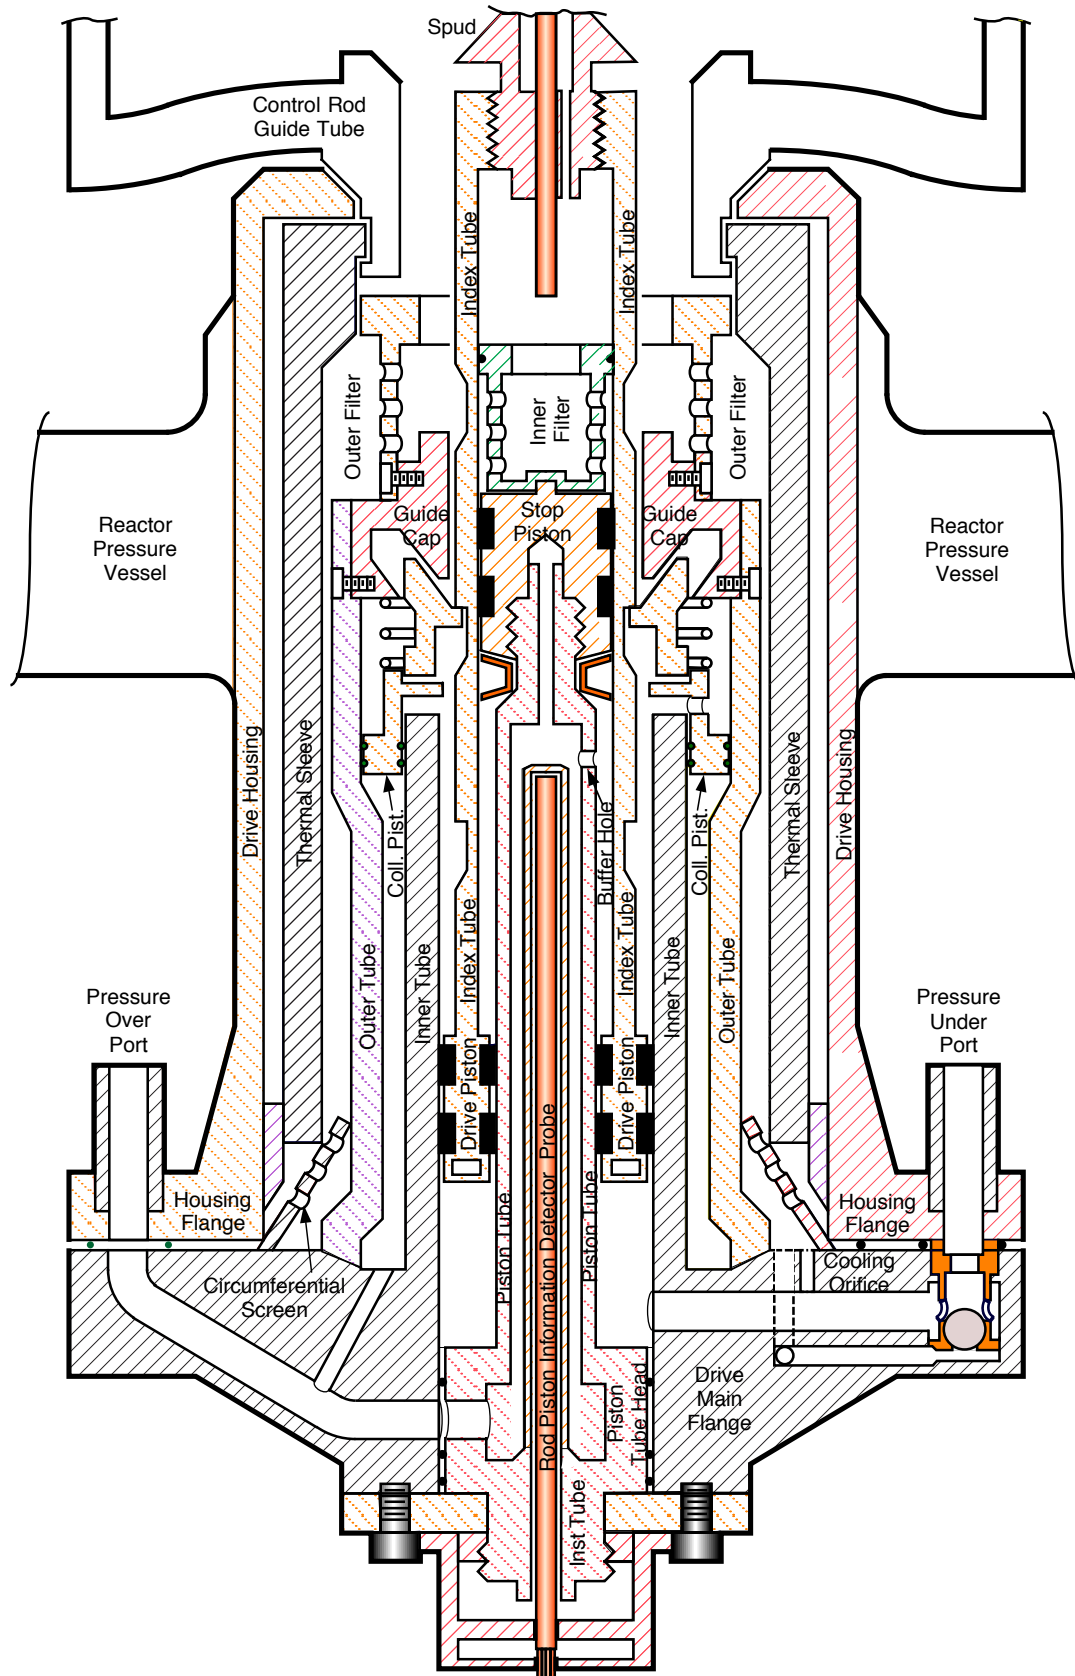 Spud
Control Rod
Guide Tube
Index Tube
Index Tube
Outer Filter
Inner
Filter
Outer Filter
Guide
Cap
Stop
Piston
Guide
Cap
Reactor
Pressure
Vessel
Reactor
Pressure
Vessel
Drive Housing
Thermal Sleeve
Coll. Pist.
Buffer Hole
Coll. Pist.
Thermal Sleeve
Drive Housing
Outer Tube
Inner Tube
Index Tube
Index Tube
Inner Tube
Outer Tube
Pressure
Over
Port
Pressure
Under
Port
Drive Piston
Drive Piston
Rod Piston Information Detector Probe
Piston Tube
Piston Tube
Housing
Flange
Housing
Flange
Circumferential
Screen
Cooling
Orifice
Piston
Tube Head
Drive
Main
Flange
Inst Tube